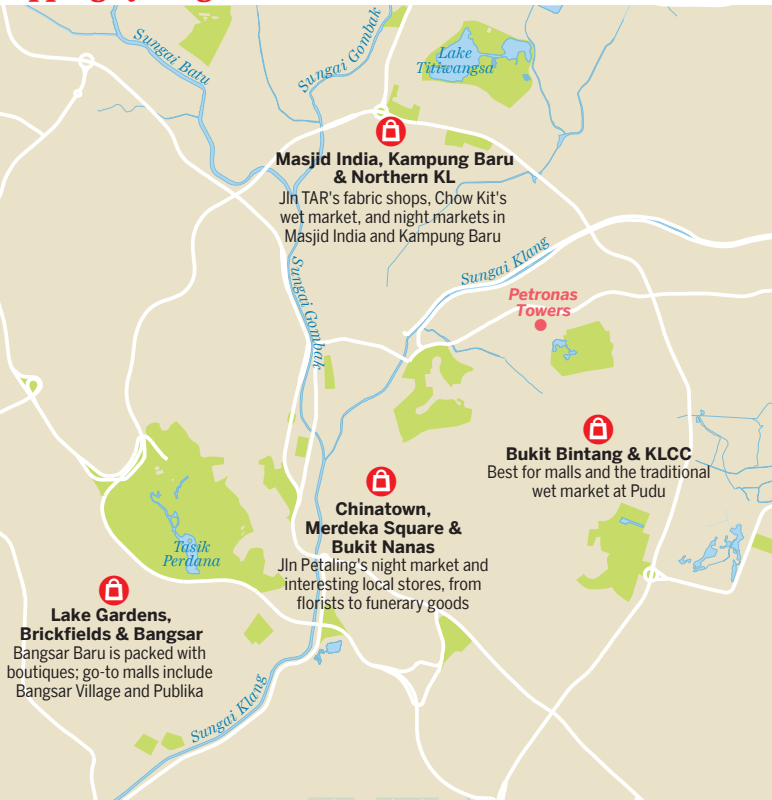 Sungai Batu
Sungai Gombak
Lake
Titiwangsa
Masjid India, Kampung Baru
& Northern KL
Jln TAR's fabric shops, Chow Kit's
wet market, and night markets in
Masjid India and Kampung Baru
Sungai Klang
Sungai Gombak
Petronas
Towers
Bukit Bintang & KLCC
Best for malls and the traditional
wet market at Pudu
Chinatown,
Merdeka Square &
Bukit Nanas
Jln Petaling's night market and
interesting local stores, from
florists to funerary goods
Tasik
Perdana
Lake Gardens,
Brickfields & Bangsar
Bangsar Baru is packed with
boutiques; go-to malls include
Bangsar Village and Publika
Sungai Klang